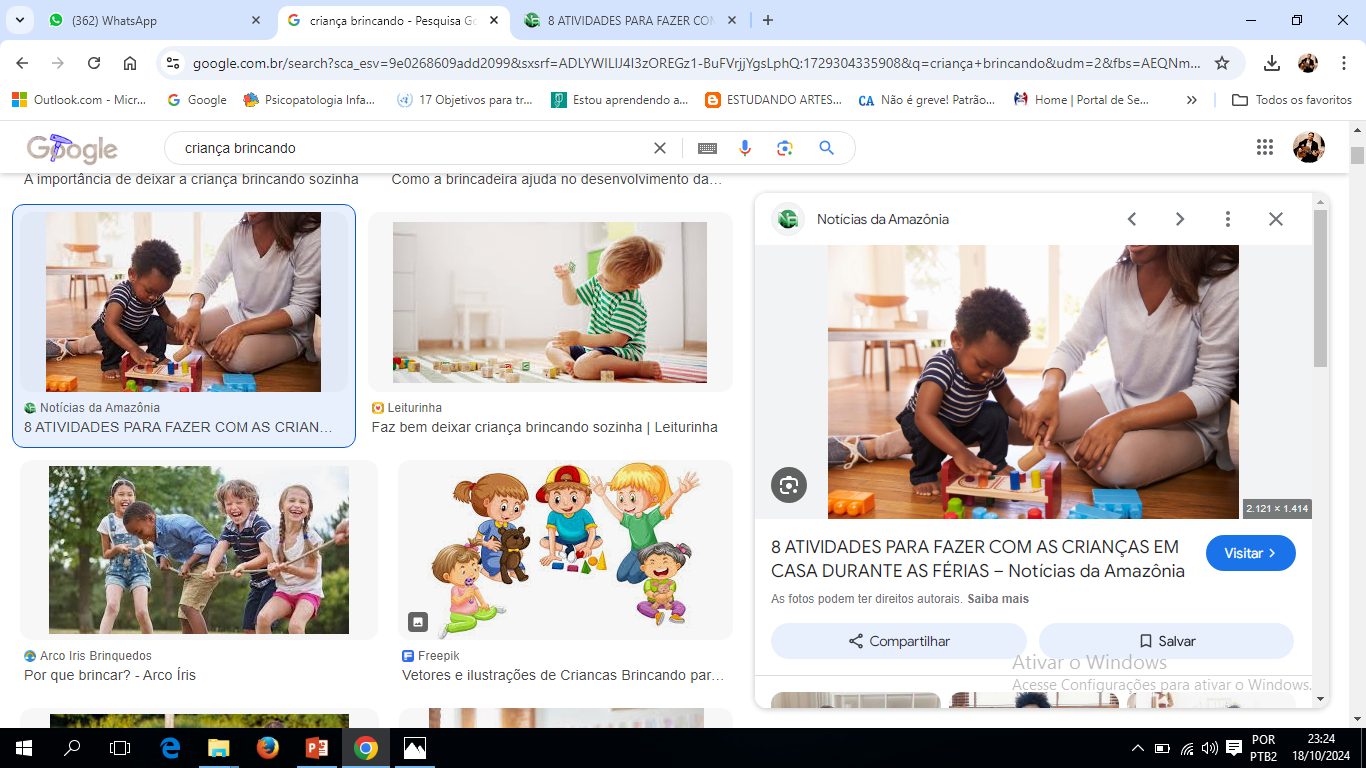 (362) WhatsApp
criança brincando - Pesquisa Go
8 ATIVIDADES PARA FAZER COM
google.com.br/search?sca_esv=9e0268609add2099&sxsrf=ADLYWILIJ4I3zOREGz1-BuFVrjjYgsLphQ:1729304335908&q=criança+brincando&udm=2&fbs=AEQNm...
Outlook.com - Micr...
Google
Psicopatologia Infa...
17 Objetivos para tr...
Estou aprendendo a...
ESTUDANDO ARTES...
CA Não é greve! Patrão...
Home | Portal de Se...
Todos os favoritos
Google
criança brincando
A importância de deixar a criança brincando sozinha
Como a brincadeira ajuda no desenvolvimento da...
Notícias da Amazônia
8 ATIVIDADES PARA FAZER COM AS CRIAN...
Leiturinha
Faz bem deixar criança brincando sozinha | Leiturinha
Arco Iris Brinquedos
Por que brincar? - Arco Íris
Freepik
Vetores e ilustrações de Criancas Brincando par...
Notícias da Amazônia
2.121 × 1.414
8 ATIVIDADES PARA FAZER COM AS CRIANÇAS EM
CASA DURANTE AS FÉRIAS – Notícias da Amazônia
Visitar
As fotos podem ter direitos autorais. Saiba mais
Compartilhar
Salvar
Ativar o Windows
Acesse Configurações para ativar o Windows.
POR
PTB2
23:24
18/10/2024